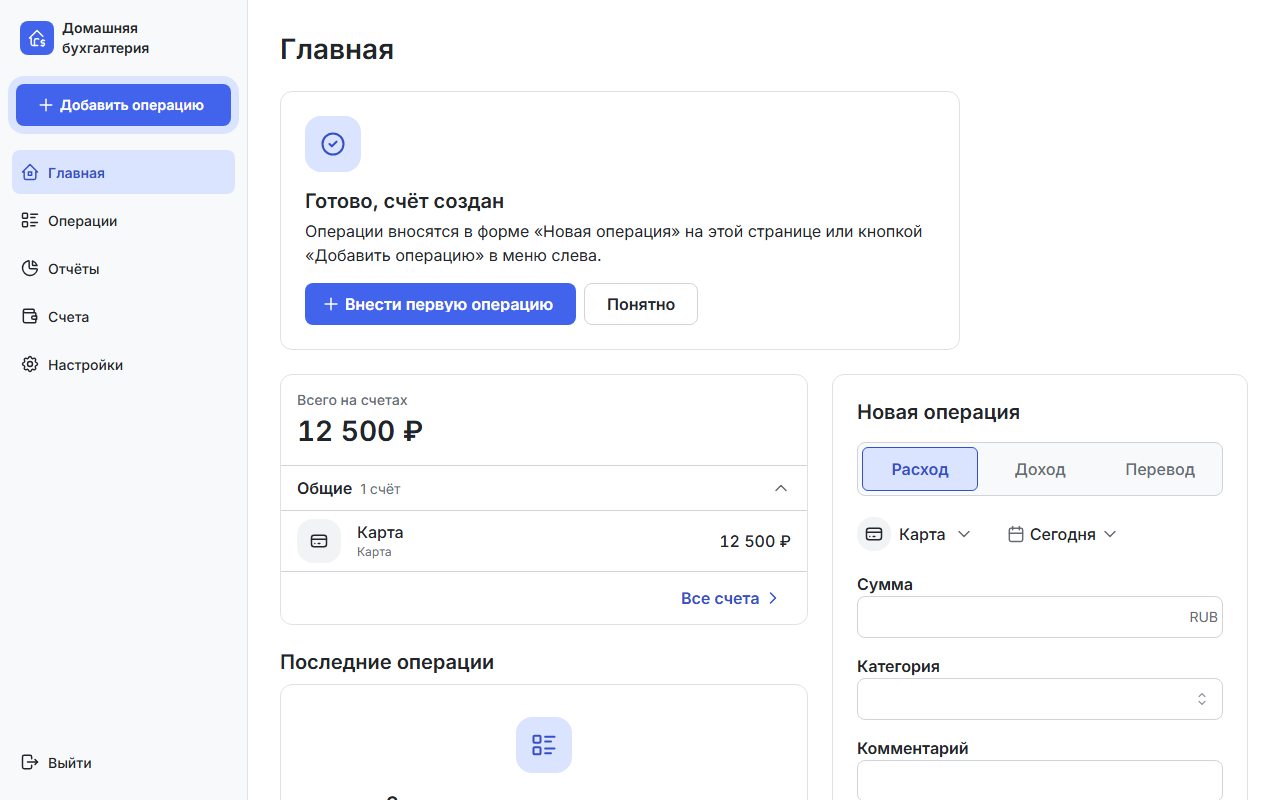 Домашняя
бухгалтерия
Добавить операцию
Главная
Операции
Отчёты
Счета
Настройки
Выйти
Главная
Готово, счёт создан
Операции вносятся в форме «Новая операция» на этой странице или кнопкой
«Добавить операцию» в меню слева.
Внести первую операцию
Понятно
Всего на счетах
12 500 ₽
Общие 1 счёт
Карта
Карта
12 500 ₽
Все счета
Последние операции
Новая операция
Расход
Доход
Перевод
Карта
Сегодня
Сумма
RUB
Категория
Комментарий